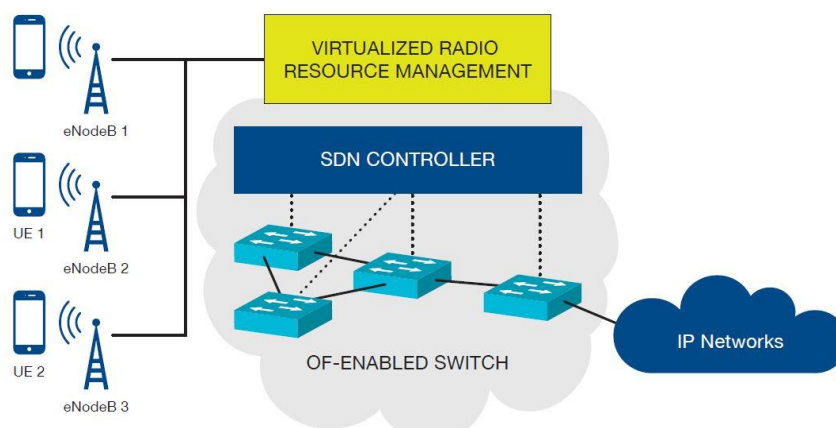 VIRTUALIZED RADIO
RESOURCE MANAGEMENT
eNodeB 1
SDN CONTROLLER
UE 1
eNodeB 2
UE 2
eNodeB 3
OF-ENABLED SWITCH
IP Networks